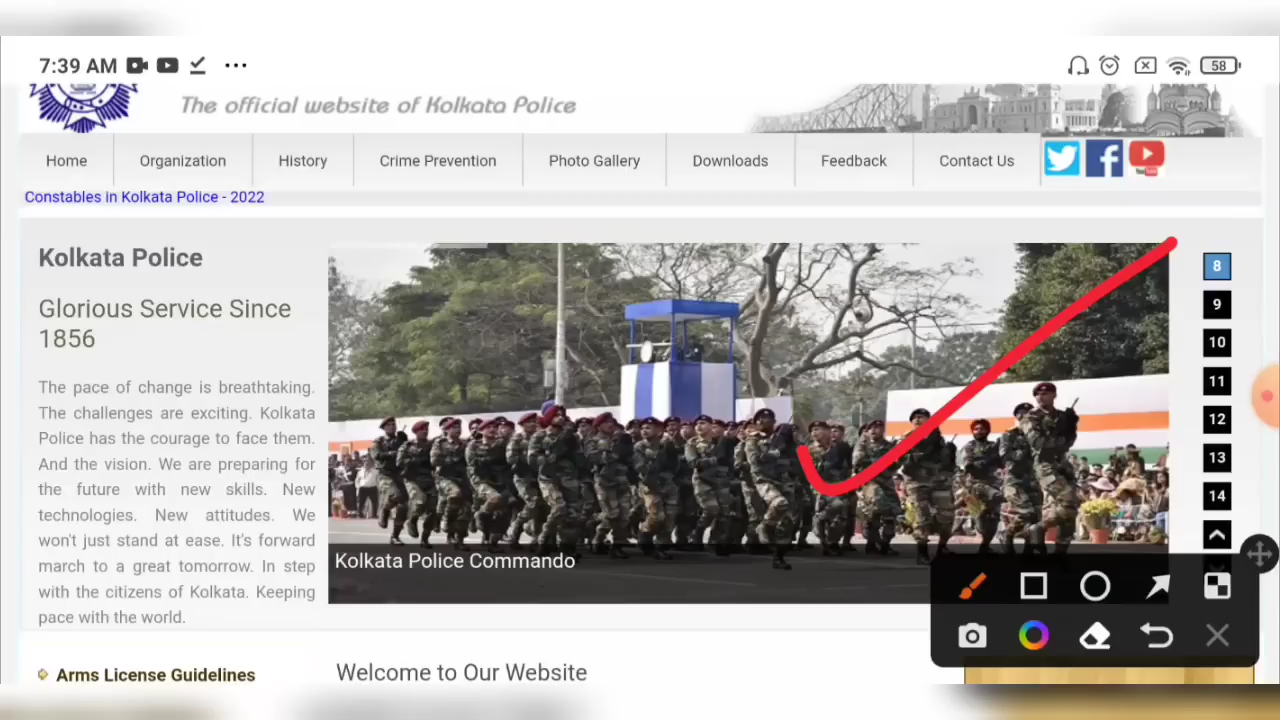 7:39 AM
58
The official website of Kolkata Police
Home
Organization
History
Crime Prevention
Photo Gallery
Downloads
Feedback
Contact Us
Constables in Kolkata Police - 2022
Kolkata Police
Glorious Service Since
1856
The pace of change is breathtaking.
The challenges are exciting. Kolkata
Police has the courage to face them.
And the vision. We are preparing for
the future with new skills. New
technologies. New attitudes. We
won't just stand at ease. It's forward
march to a great tomorrow. In step
with the citizens of Kolkata. Keeping
pace with the world.
Kolkata Police Commando
8
9
10
11
12
13
14
Arms License Guidelines
Welcome to Our Website